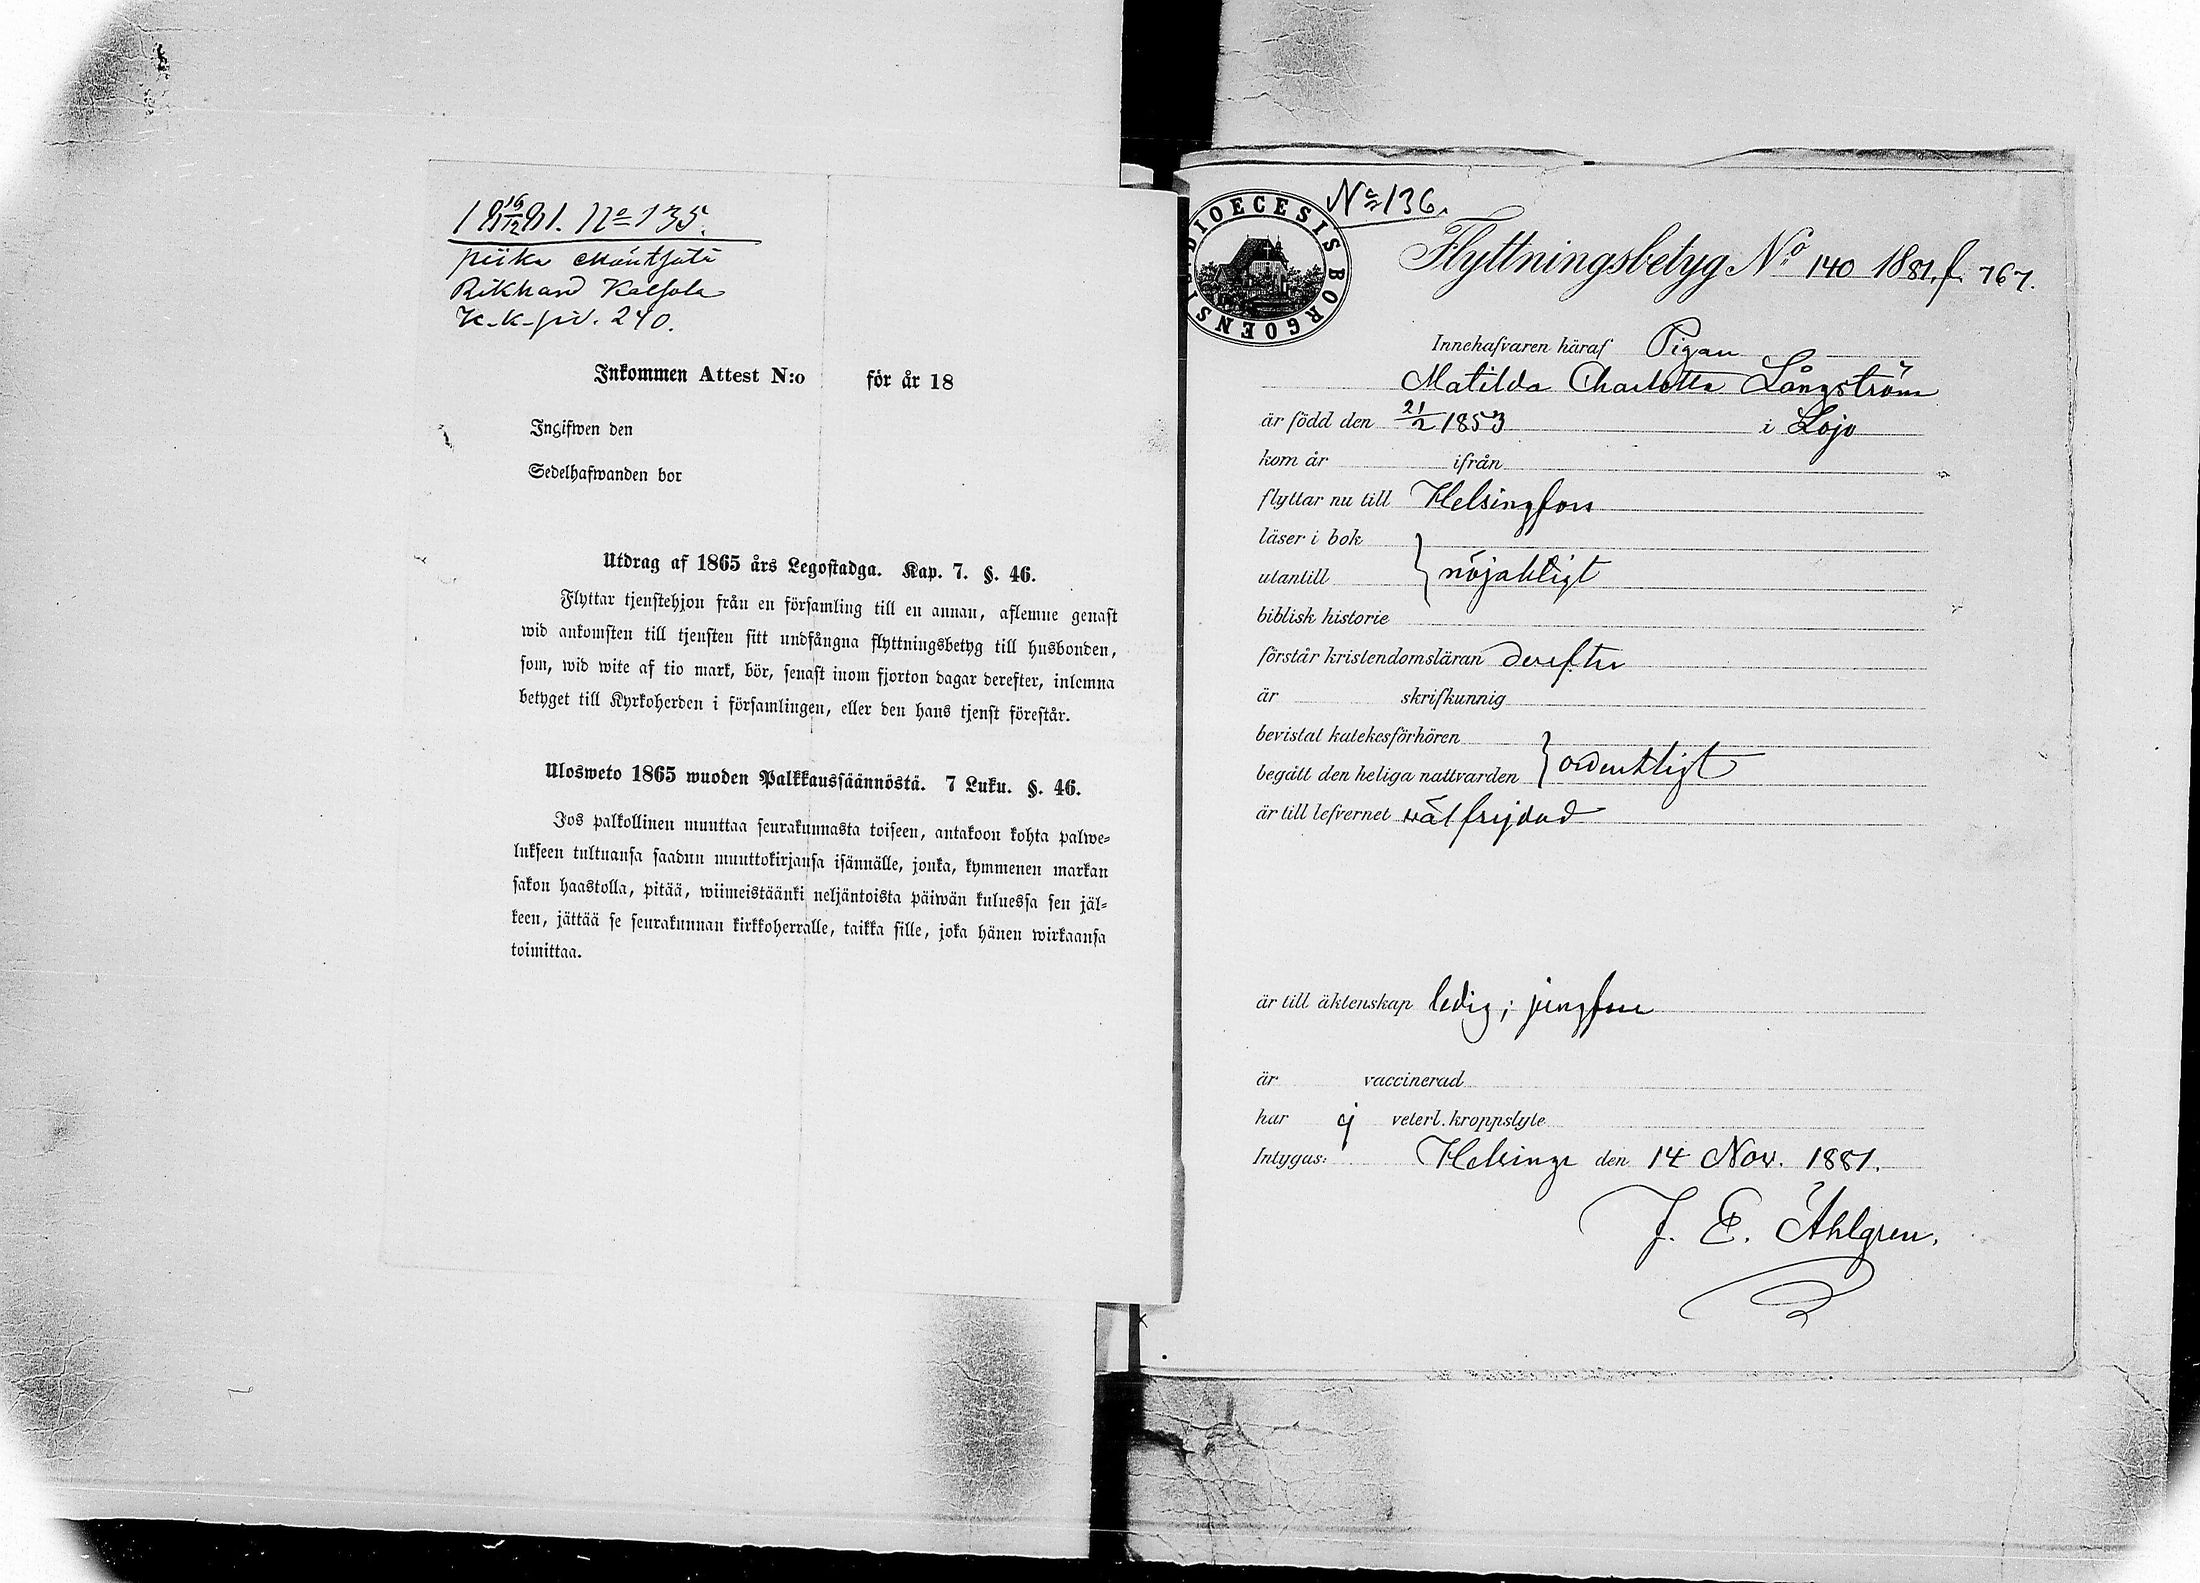 18 16/12 81. No 135.
piika Mäntsälä
Rikhard Kalsola
K-k-siv. 240.
Inkommen Attest N:o för år 18
Ingifwen den
Sedelhafwanden bor
Utdrag af 1865 års Legostadga. Kap. 7. §. 46.
Flyttar tjenstehjon från en församling till en annan, aflemne genast
wid ankomsten till tjensten sitt undfångna flyttningsbetyg till husbonden,
som, wid wite af tio mark, bör, senast inom fjorton dagar derefter, inlemna
betyget till Kyrkoherden i församlingen, eller den hans tjenst förestår.
Ulosweto 1865 wuoden Palkkaussäännöstä. 7 Luku. §. 46.
Jos palkollinen muuttaa seurakunnasta toiseen, antakoon kohta palwe-
lukseen tultuansa saadun muuttokirjansa isännälle, jonka, kymmenen markan
sakon haastolla, pitää, wiimeistäänki neljäntoista päiwän kuluessa sen jäl-
keen, jättää se seurakunnan kirkkoherralle, taikka sille, joka hänen wirkaansa
toimittaa.
No 136.
DIOECESIS BORGOENSIS
Flyttningsbetyg No 140 1881, f. 767.
Innehafvaren häraf Pigan
Matilda Charlotta Långström
är född den 21/2 1853 i Lojo
kom år ifrån
flyttar nu till Helsingfors
läser i bok
utantill } nöjaktigt
biblisk historie
förstår kristendomsläran derefter
är skrifkunnig
bevistat katekesförhören
begått den heliga nattvarden } ordentligt
är till lefvernet välfrejdad
är till äktenskap ledig; jungfru
är vaccinerad
har ej veterl. kroppslyte
Intygas: Helsinge den 14 Nov. 1881.
J. E. Åhlgren.